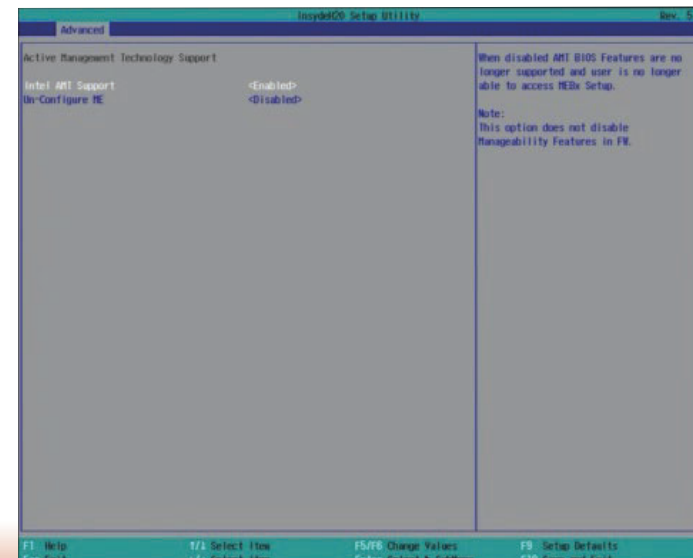 InsydeH20 Setup Utility Rev. 5
Advanced
Active Management Technology Support
Intel AMT Support <Enabled>
Un-Configure ME <Disabled>
When disabled AMT BIOS Features are no
longer supported and user is no longer
able to access MEBx Setup.
Note:
This option does not disable
Manageability Features in FW.
F1 Help ↑/↓ Select Item F5/F6 Change Values F9 Setup Defaults